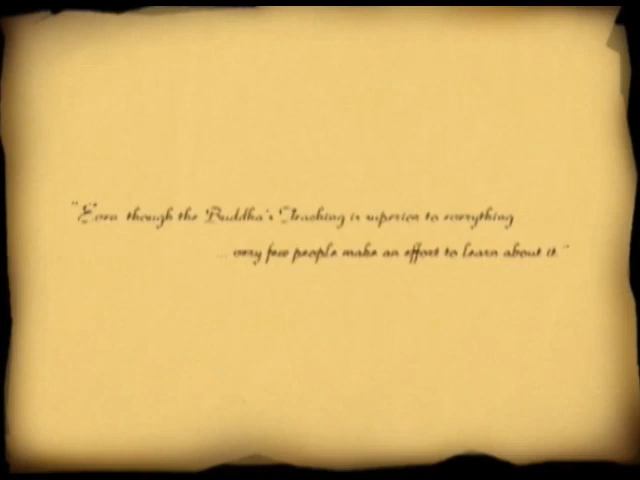 "Even though the Buddha's Teaching is superior to everything
... very few people make an effort to learn about it."